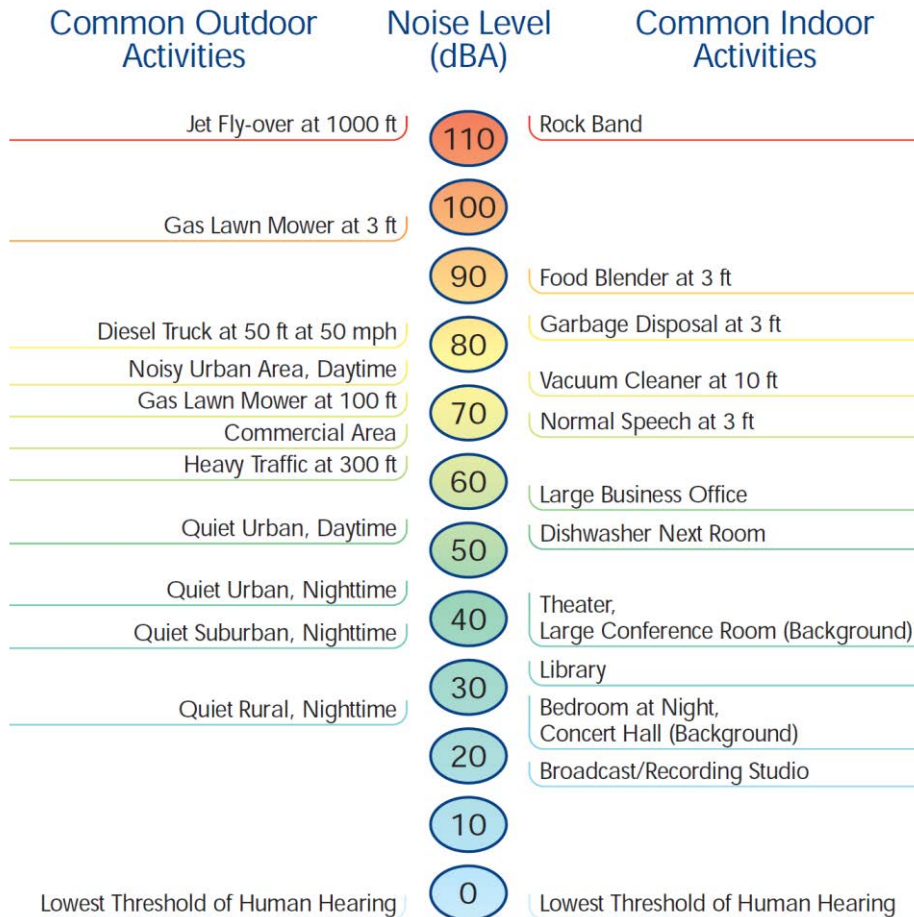 Common Outdoor
Activities
Noise Level
(dBA)
Common Indoor
Activities
Jet Fly-over at 1000 ft
110
Rock Band
100
Gas Lawn Mower at 3 ft
90
Food Blender at 3 ft
Diesel Truck at 50 ft at 50 mph
80
Garbage Disposal at 3 ft
Noisy Urban Area, Daytime
Vacuum Cleaner at 10 ft
Gas Lawn Mower at 100 ft
70
Normal Speech at 3 ft
Commercial Area
Heavy Traffic at 300 ft
60
Large Business Office
Quiet Urban, Daytime
50
Dishwasher Next Room
Quiet Urban, Nighttime
40
Theater,
Large Conference Room (Background)
Quiet Suburban, Nighttime
Library
30
Quiet Rural, Nighttime
Bedroom at Night,
Concert Hall (Background)
20
Broadcast/Recording Studio
10
Lowest Threshold of Human Hearing
0
Lowest Threshold of Human Hearing